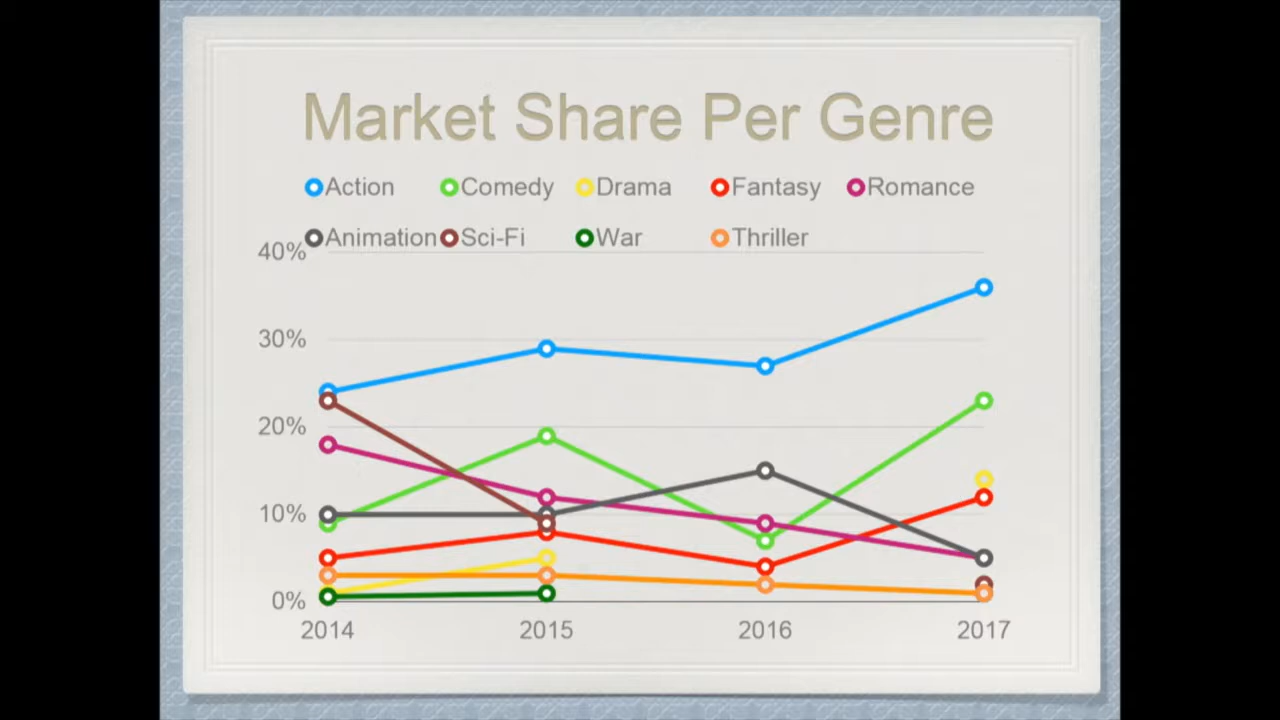 Market Share Per Genre
Action Comedy Drama Fantasy Romance
Animation Sci-Fi War Thriller
40%
30%
20%
10%
0%
2014 2015 2016 2017